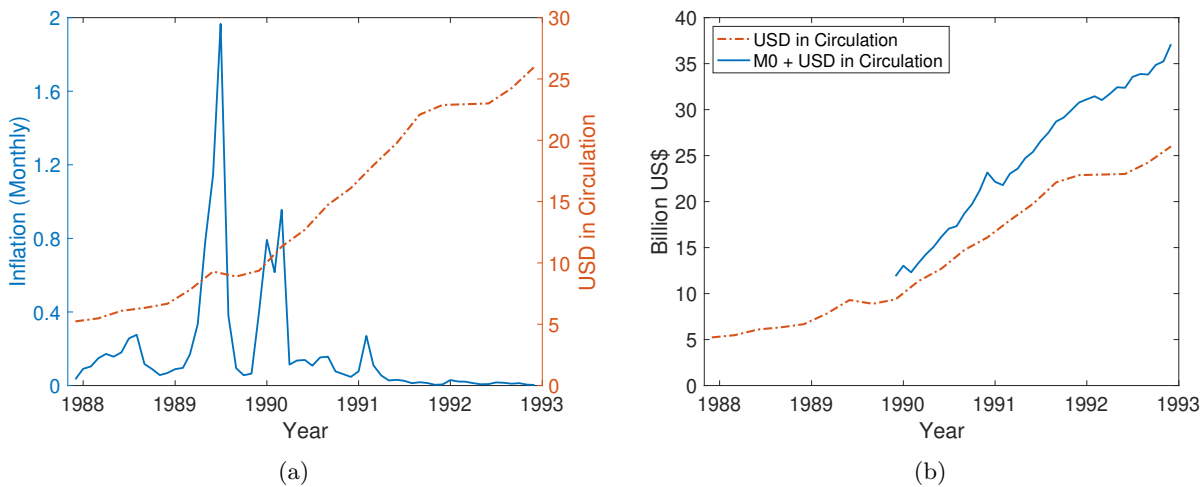 2
1.6
1.2
0.8
0.4
0
Inflation (Monthly)
30
25
20
15
10
5
0
USD in Circulation
1988 1989 1990 1991 1992 1993
Year
(a)
40
35
30
25
20
15
10
5
0
Billion US$
USD in Circulation
M0 + USD in Circulation
1988 1989 1990 1991 1992 1993
Year
(b)